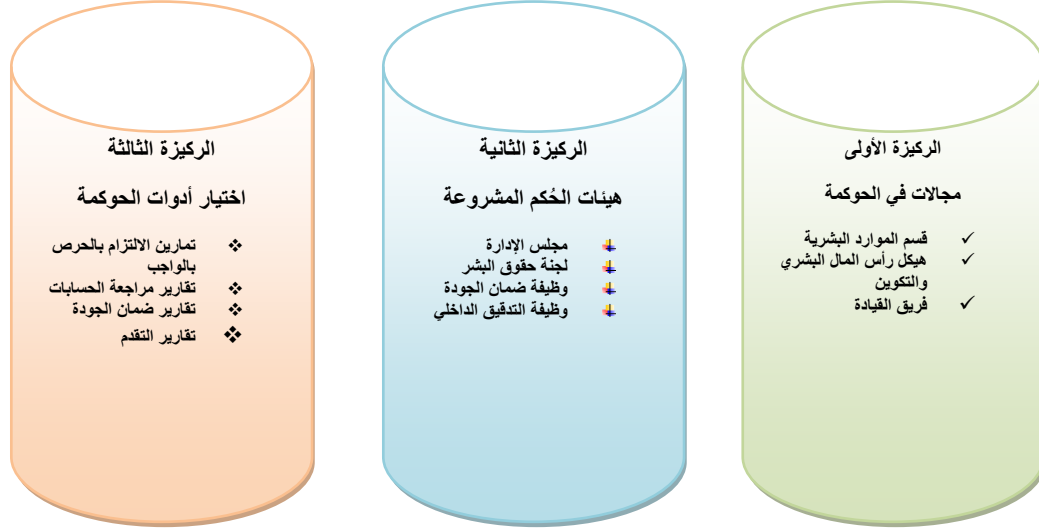 الركيزة الأولى
مجالات في الحوكمة
✓ قسم الموارد البشرية
✓ هيكل رأس المال البشري
والتكوين
✓ فريق القيادة
الركيزة الثانية
هيئات الحُكم المشروعة
مجلس الإدارة
لجنة حقوق البشر
وظيفة ضمان الجودة
وظيفة التدقيق الداخلي
الركيزة الثالثة
اختيار أدوات الحوكمة
❖ تمارين الالتزام بالحرص
بالواجب
❖ تقارير مراجعة الحسابات
❖ تقارير ضمان الجودة
❖ تقارير التقدم